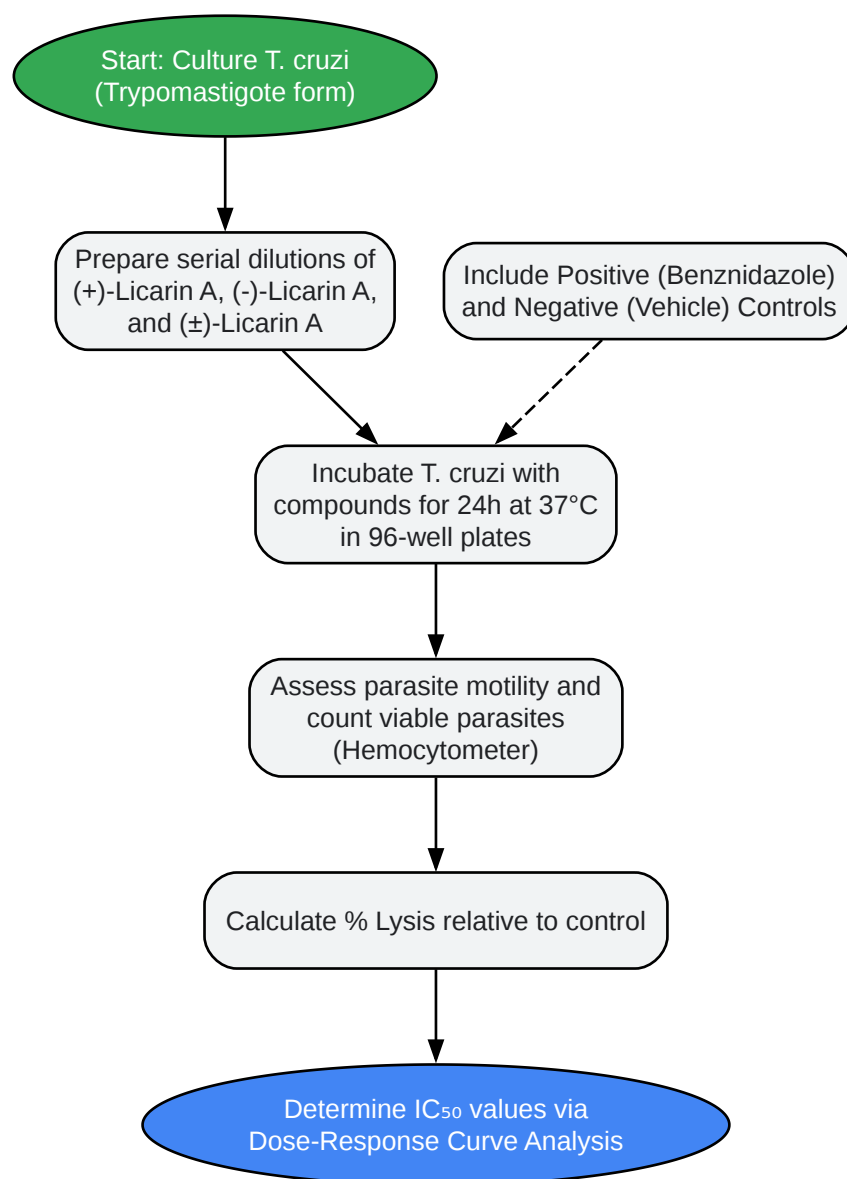 Start: Culture T. cruzi
(Trypomastigote form)
Prepare serial dilutions of
(+)-Licarin A, (-)-Licarin A,
and (±)-Licarin A
Include Positive (Benznidazole)
and Negative (Vehicle) Controls
Incubate T. cruzi with
compounds for 24h at 37°C
in 96-well plates
Assess parasite motility and
count viable parasites
(Hemocytometer)
Calculate % Lysis relative to control
Determine IC₅₀ values via
Dose-Response Curve Analysis